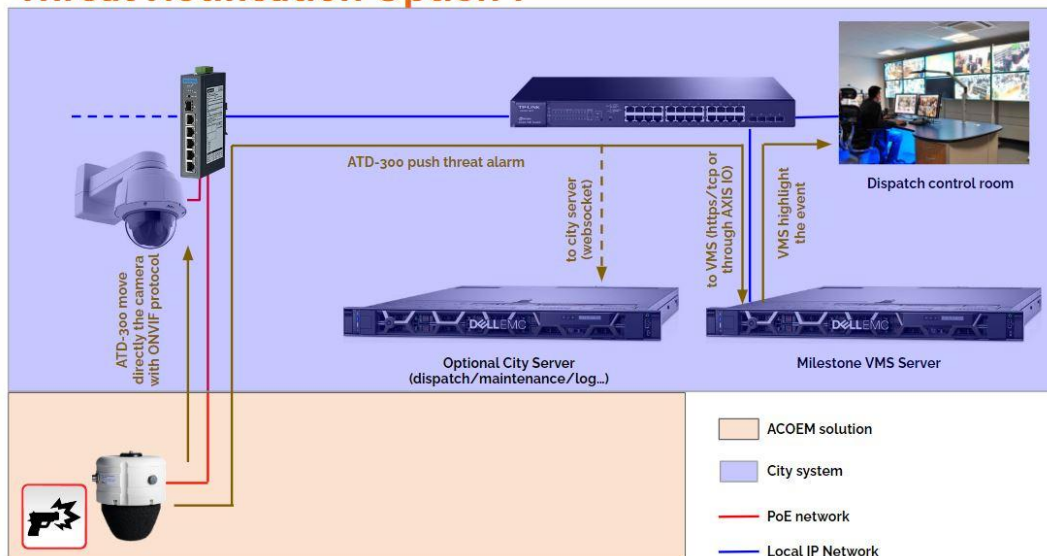 ATD-300 push threat alarm
Dispatch control room
to city server
(websocket)
to VMS (https/tcp or
through AXIS IO)
VMS highlight
the event
ATD-300 move
directly the camera
with ONVIF protocol
DELLEMC
DELLEMC
Optional City Server
(dispatch/maintenance/log...)
Milestone VMS Server
ACOEM solution
City system
PoE network
Local IP Network